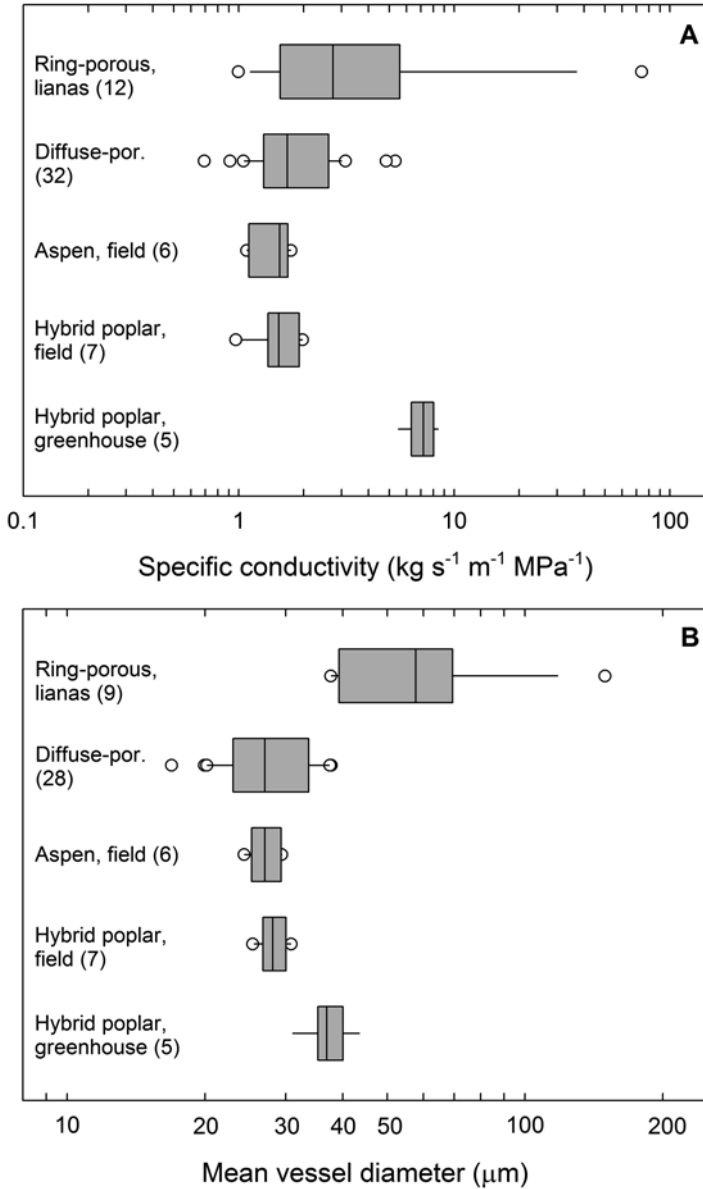 A
Ring-porous,
lianas (12)
Diffuse-por.
(32)
Aspen, field (6)
Hybrid poplar,
field (7)
Hybrid poplar,
greenhouse (5)
0.1 1 10 100
Specific conductivity (kg s⁻¹ m⁻¹ MPa⁻¹)
B
Ring-porous,
lianas (9)
Diffuse-por.
(28)
Aspen, field (6)
Hybrid poplar,
field (7)
Hybrid poplar,
greenhouse (5)
10 20 30 40 50 100 200
Mean vessel diameter (μm)